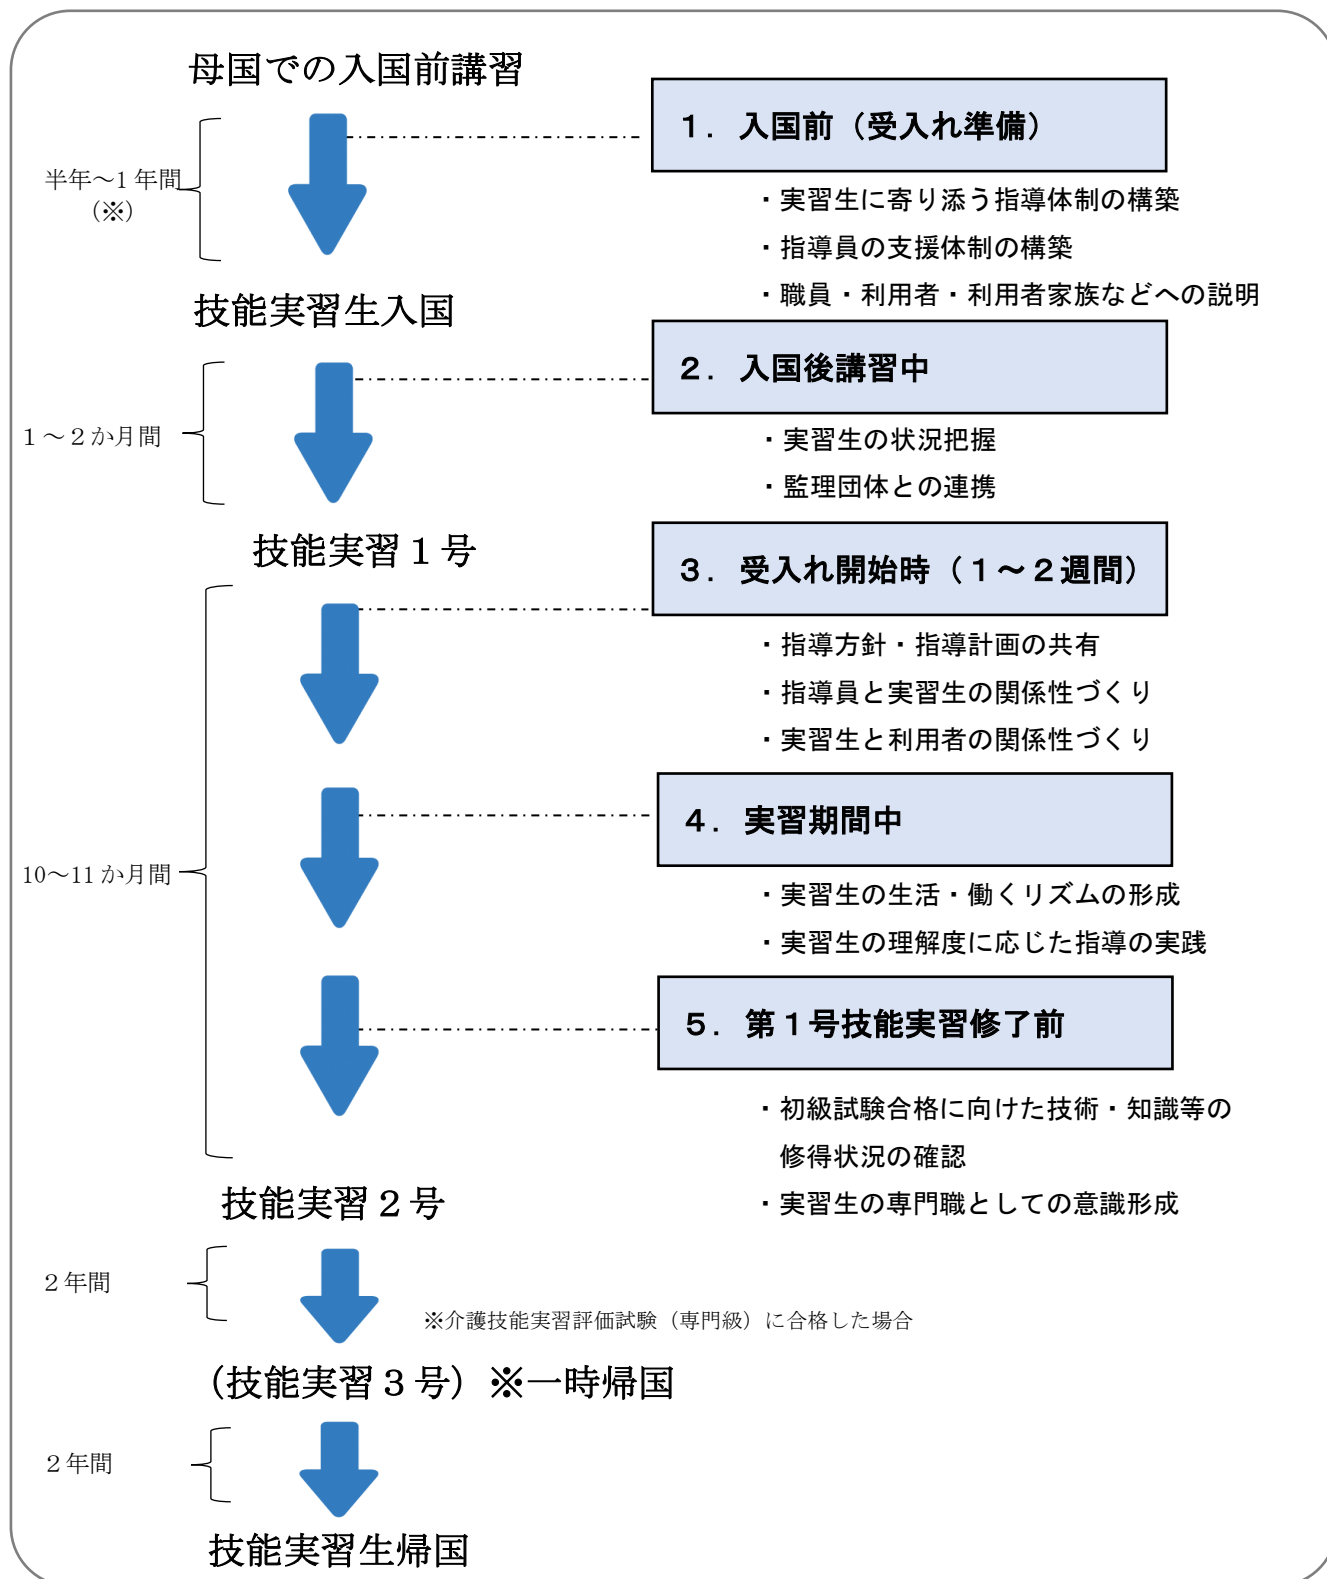 母国での入国前講習
１．入国前（受入れ準備）
半年～1 年間
（※）
・実習生に寄り添う指導体制の構築
・指導員の支援体制の構築
・職員・利用者・利用者家族などへの説明
技能実習生入国
２．入国後講習中
１～２か月間
・実習生の状況把握
・監理団体との連携
技能実習１号
３．受入れ開始時（１～２週間）
・指導方針・指導計画の共有
・指導員と実習生の関係性づくり
・実習生と利用者の関係性づくり
４．実習期間中
10～11 か月間
・実習生の生活・働くリズムの形成
・実習生の理解度に応じた指導の実践
５．第１号技能実習修了前
・初級試験合格に向けた技術・知識等の
修得状況の確認
・実習生の専門職としての意識形成
技能実習２号
２年間
※介護技能実習評価試験（専門級）に合格した場合
（技能実習３号）※一時帰国
２年間
技能実習生帰国